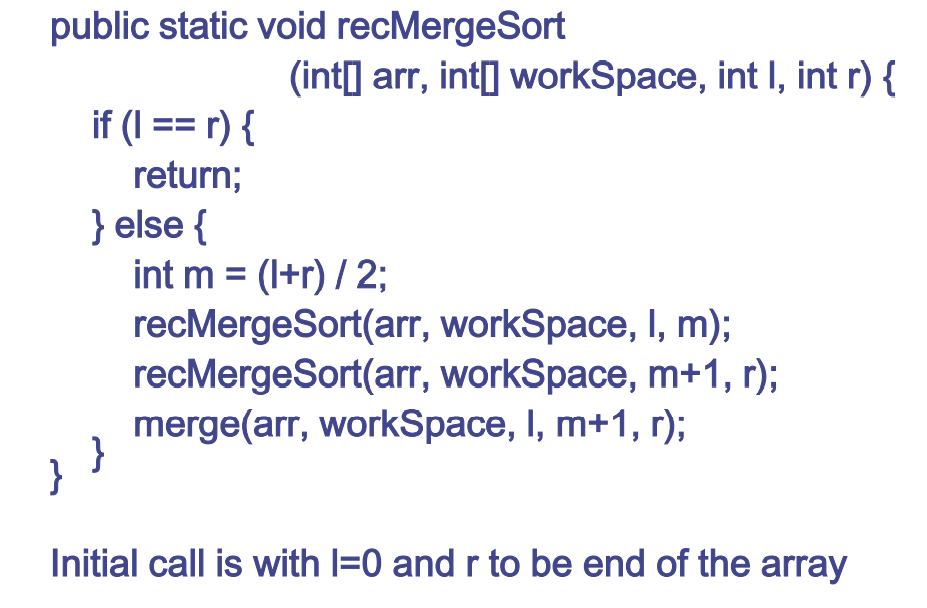 public static void recMergeSort
(int[] arr, int[] workSpace, int l, int r) {
if (l == r) {
return;
} else {
int m = (l+r) / 2;
recMergeSort(arr, workSpace, l, m);
recMergeSort(arr, workSpace, m+1, r);
merge(arr, workSpace, l, m+1, r);
}
}
Initial call is with l=0 and r to be end of the array